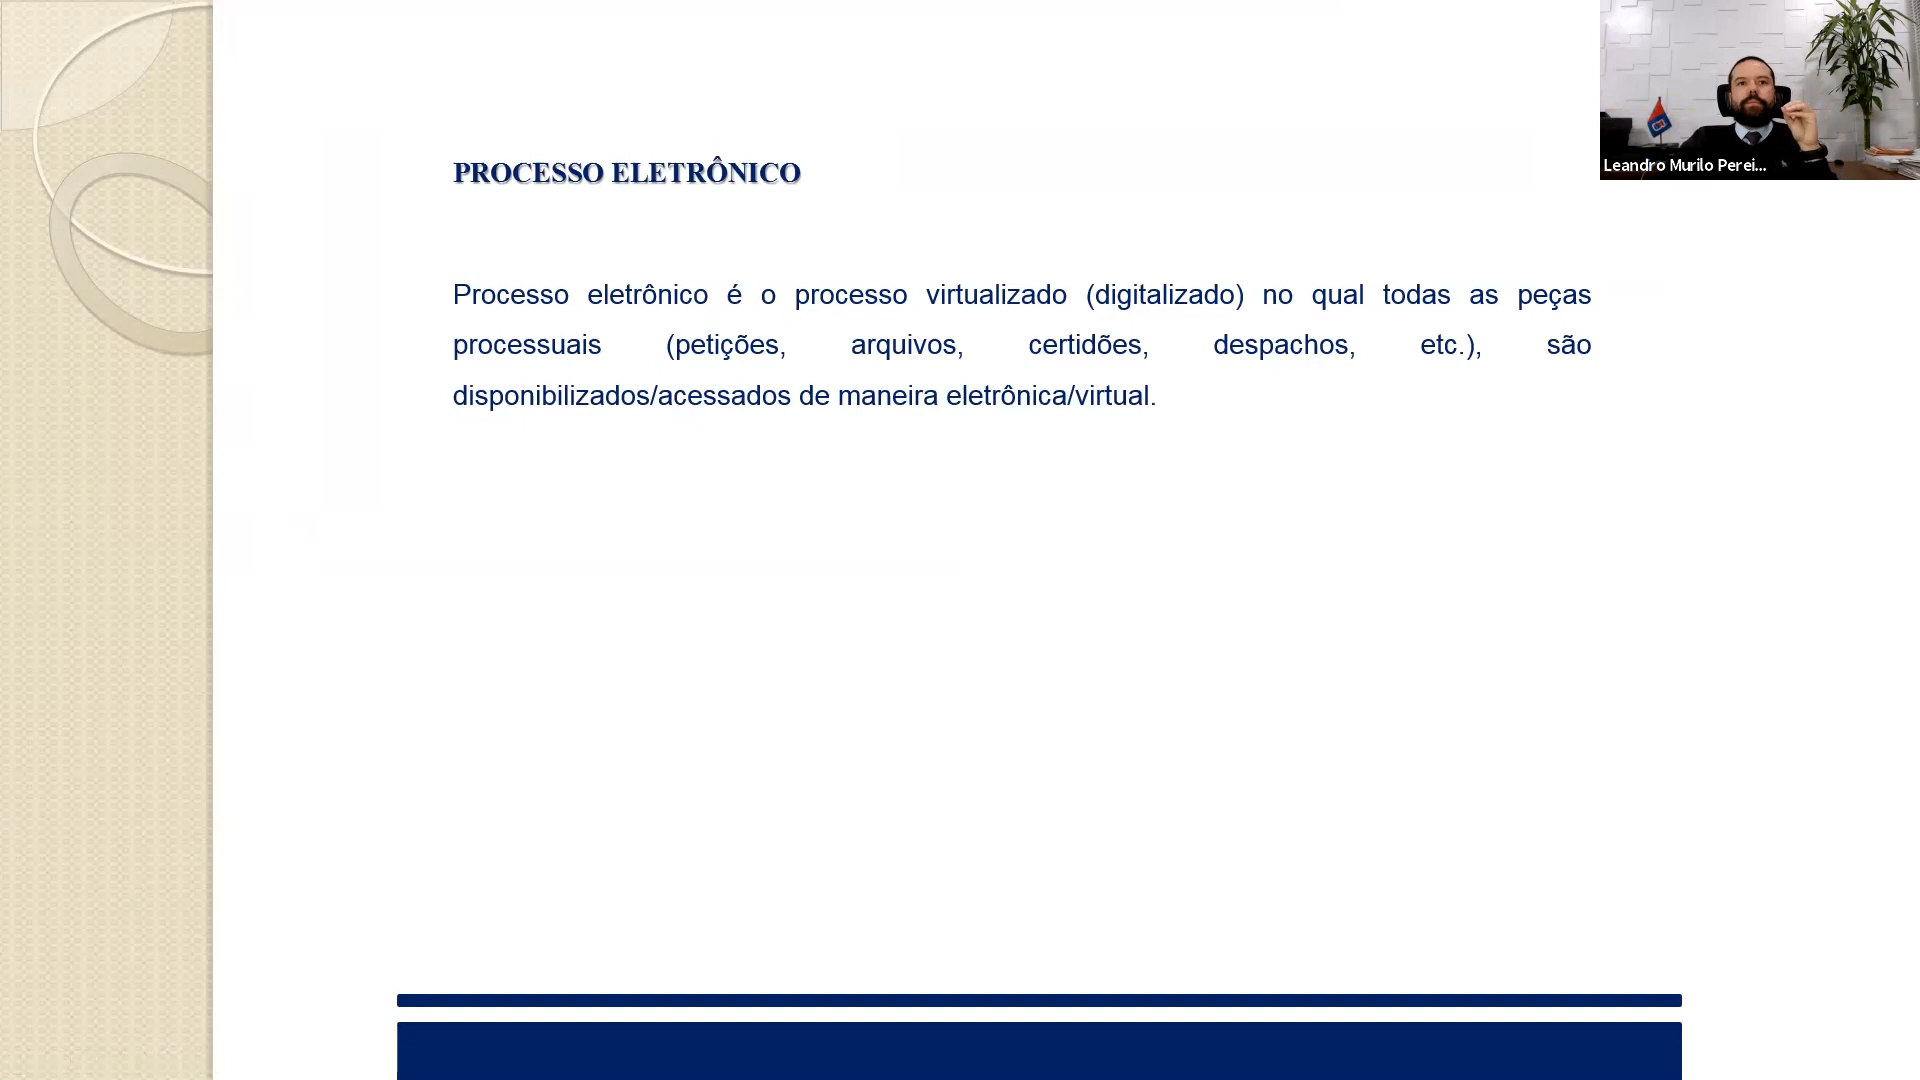 PROCESSO ELETRÔNICO
Processo eletrônico é o processo virtualizado (digitalizado) no qual todas as peças
processuais (petições, arquivos, certidões, despachos, etc.), são
disponibilizados/acessados de maneira eletrônica/virtual.
Leandro Murilo Perei...